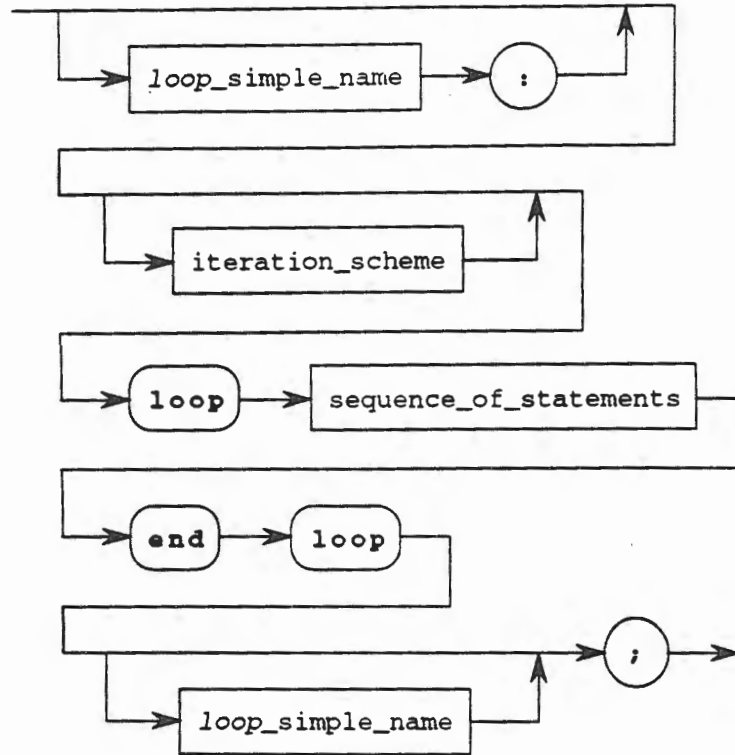 loop_simple_name :
iteration_scheme
loop sequence_of_statements
end loop
;
loop_simple_name